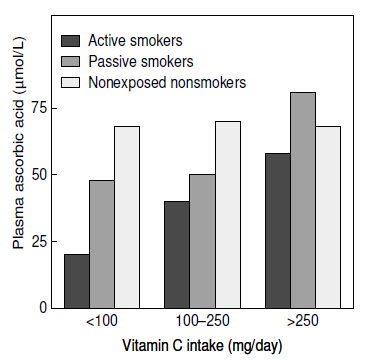 Active smokers
Passive smokers
Nonexposed nonsmokers
Plasma ascorbic acid (μmol/L)
75
50
25
0
<100 100–250 >250
Vitamin C intake (mg/day)